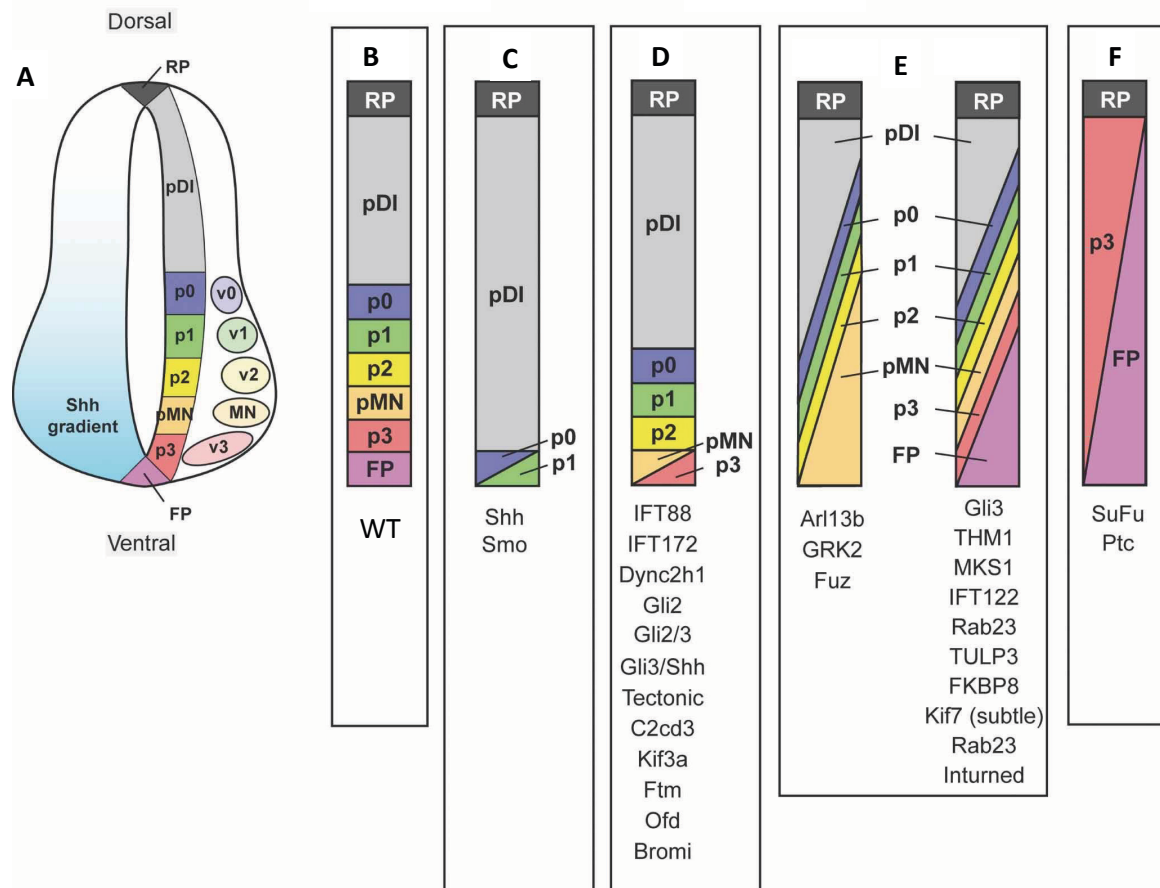 Dorsal
A
RP
pDI
p0
v0
p1
v1
p2
v2
pMN
MN
p3
v3
Shh
gradient
FP
Ventral
B
RP
pDI
p0
p1
p2
pMN
p3
FP
WT
C
RP
pDI
p0
p1
Shh
Smo
D
RP
pDI
p0
p1
p2
pMN
p3
IFT88
IFT172
Dync2h1
Gli2
Gli2/3
Gli3/Shh
Tectonic
C2cd3
Kif3a
Ftm
Ofd
Bromi
E
RP
RP
pDI
p0
p1
p2
pMN
p3
FP
Arl13b
GRK2
Fuz
Gli3
THM1
MKS1
IFT122
Rab23
TULP3
FKBP8
Kif7 (subtle)
Rab23
Inturned
F
RP
p3
FP
SuFu
Ptc